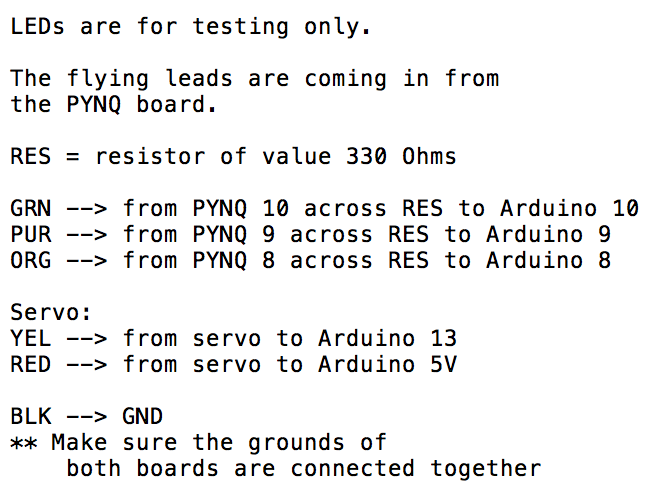 LEDs are for testing only.
The flying leads are coming in from
the PYNQ board.
RES = resistor of value 330 Ohms
GRN --> from PYNQ 10 across RES to Arduino 10
PUR --> from PYNQ 9 across RES to Arduino 9
ORG --> from PYNQ 8 across RES to Arduino 8
Servo:
YEL --> from servo to Arduino 13
RED --> from servo to Arduino 5V
BLK --> GND
** Make sure the grounds of
both boards are connected together